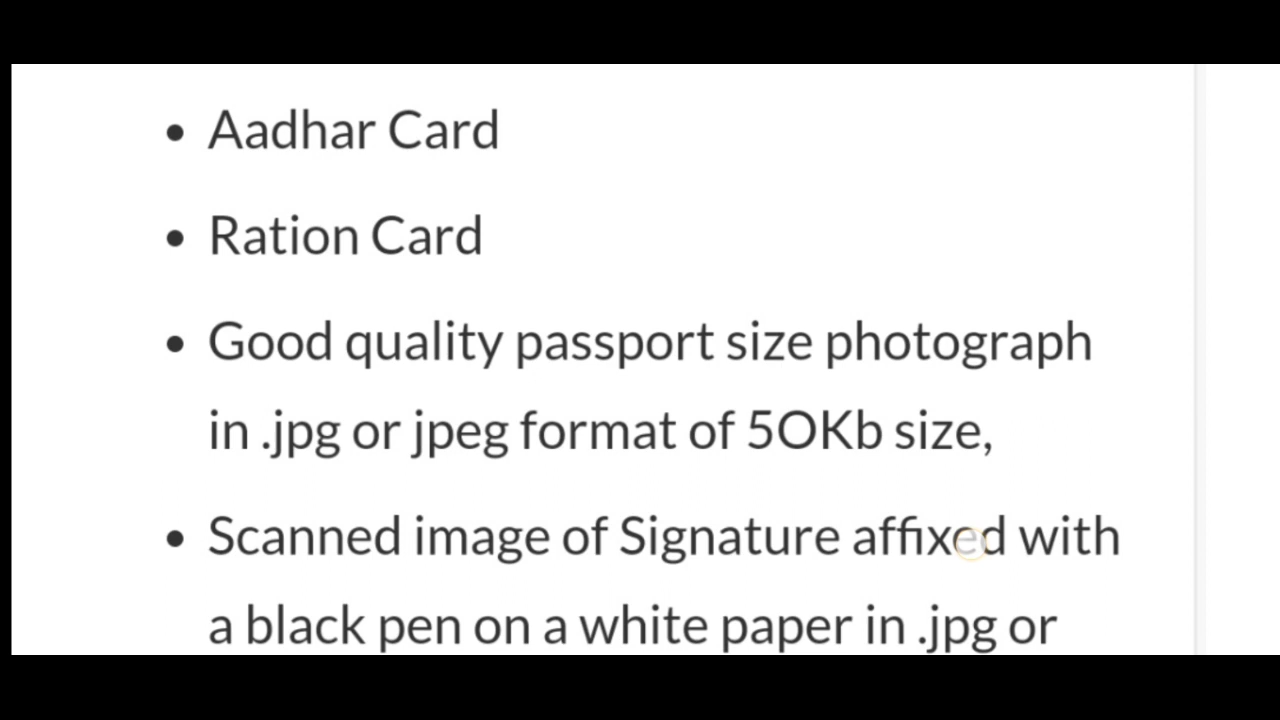 • Aadhar Card
• Ration Card
• Good quality passport size photograph
in .jpg or jpeg format of 5OKb size,
• Scanned image of Signature affixed with
a black pen on a white paper in .jpg or